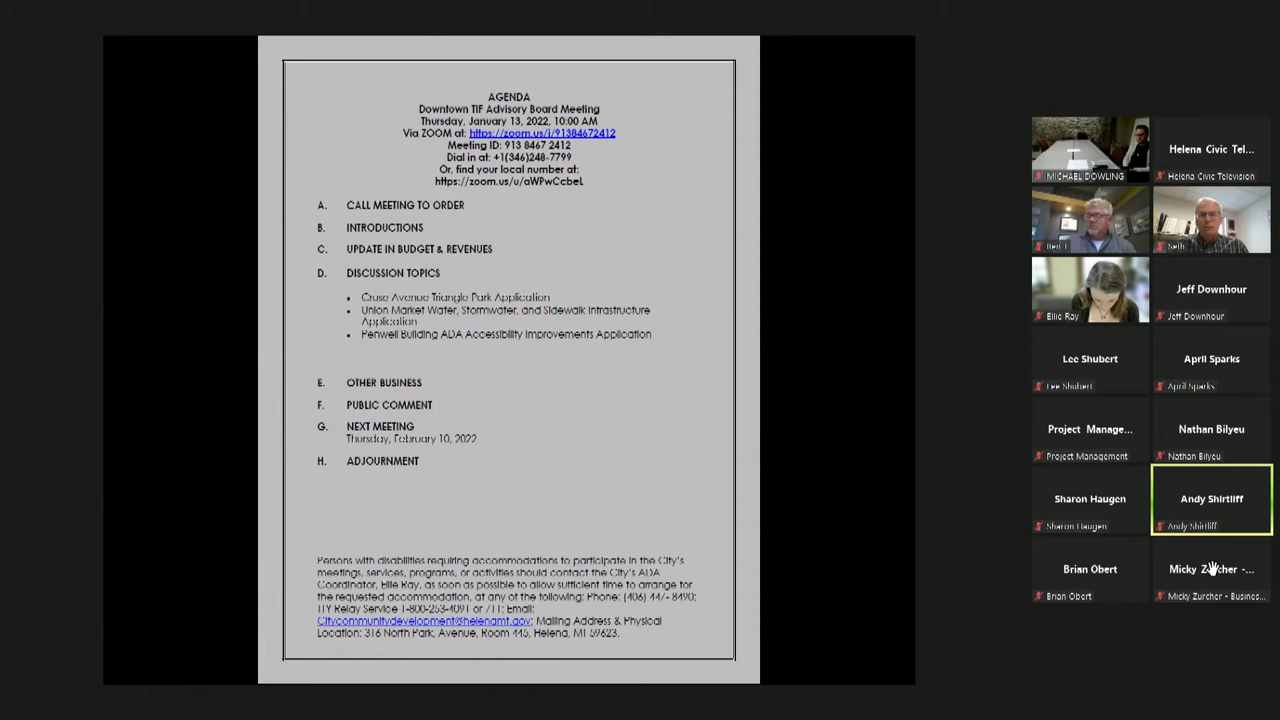 AGENDA
Downtown TIF Advisory Board Meeting
Thursday, January 13, 2022, 10:00 AM
Via ZOOM at: https://zoom.us/j/91384672412
Meeting ID: 913 8467 2412
Dial in at: +1(346)248-7799
Or, find your local number at:
https://zoom.us/u/aWPwCcbeL
A. CALL MEETING TO ORDER
B. INTRODUCTIONS
C. UPDATE IN BUDGET & REVENUES
D. DISCUSSION TOPICS
• Cruse Avenue Triangle Park Application
• Union Market Water, Stormwater, and Sidewalk Infrastructure
Application
• Penwell Building ADA Accessibility Improvements Application
E. OTHER BUSINESS
F. PUBLIC COMMENT
G. NEXT MEETING
Thursday, February 10, 2022
H. ADJOURNMENT
Persons with disabilities requiring accommodations to participate in the City's
meetings, services, programs, or activities should contact the City's ADA
Coordinator, Ellie Ray, as soon as possible to allow sufficient time to arrange for
the requested accommodation, at any of the following: Phone: (406) 447- 8490;
TTY Relay Service 1-800-253-4091 or 711; Email:
Citycommunitydevelopment@helenamt.gov; Mailing Address & Physical
Location: 316 North Park, Avenue, Room 445, Helena, MT 59623.
MICHAEL DOWLING
Helena Civic Tel...
Helena Civic Television
Seth
Ellie Ray
Jeff Downhour
Jeff Downhour
Lee Shubert
Lee Shubert
April Sparks
April Sparks
Project Manage...
Project Management
Nathan Bilyeu
Nathan Bilyeu
Sharon Haugen
Sharon Haugen
Andy Shirtliff
Andy Shirtliff
Brian Obert
Brian Obert
Micky Zurcher -...
Micky Zurcher - Busines...